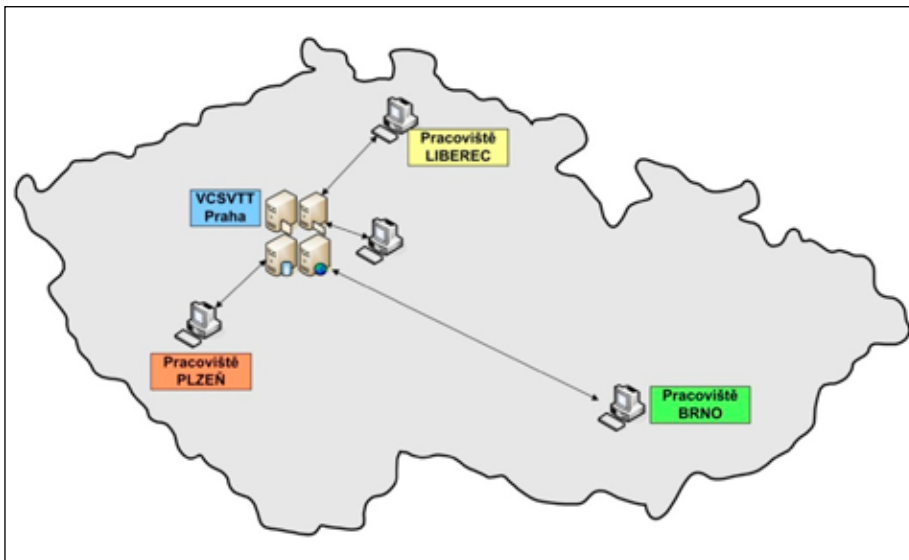 Pracoviště
LIBEREC
VCSVTT
Praha
Pracoviště
PLZEŇ
Pracoviště
BRNO